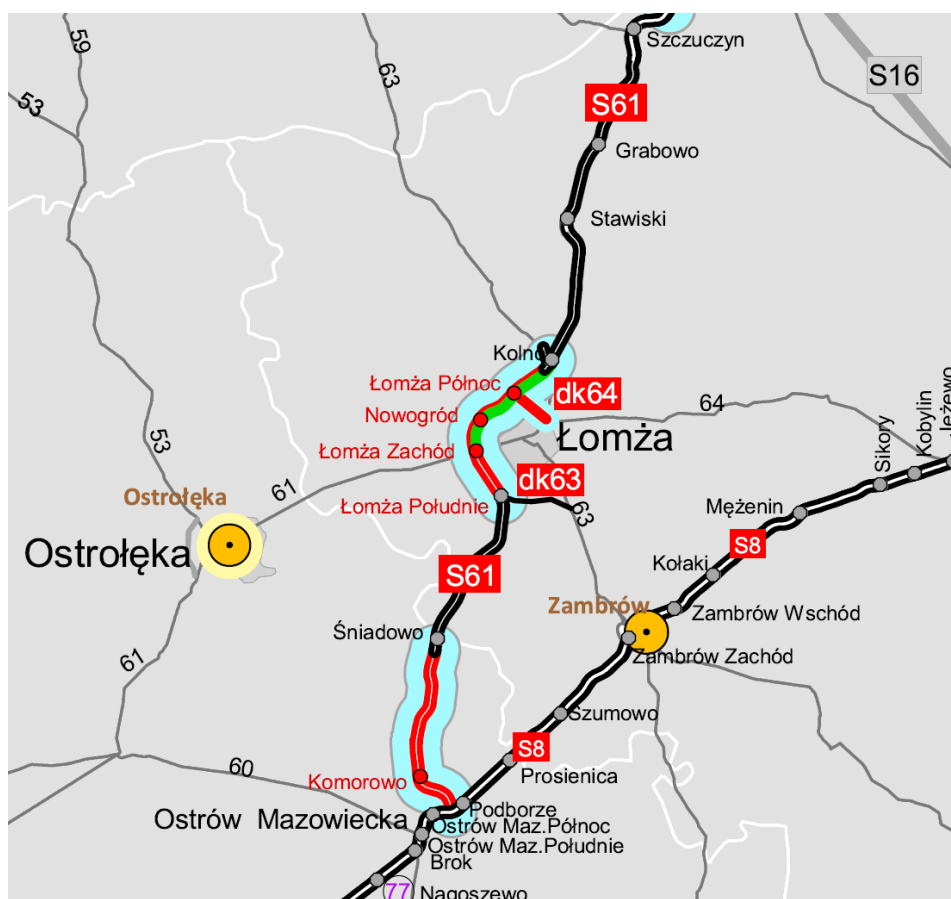 59
63
Szczuczyn
S16
53
S61
Grabowo
Stawiski
Kolno
Łomża Północ
dk64
64
Nowogród
Łomża
53
Łomża Zachód
Kobylin
Jeżewo
Sikory
61
dk63
Ostrołęka
Łomża Południe
63
Mężenin
Ostrołęka
S8
S61
Kołaki
Zambrów
Zambrów Wschód
Śniadowo
61
Zambrów Zachód
Szumowo
S8
60
Komorowo
Prosienica
Podborze
Ostrów Mazowiecka
Ostrów Maz.Północ
Ostrów Maz.Południe
Brok
77
Nagoszewo